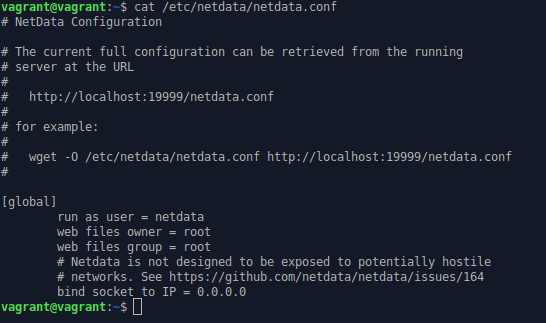 vagrant@vagrant:~$ cat /etc/netdata/netdata.conf
# NetData Configuration

# The current full configuration can be retrieved from the running
# server at the URL
#
#   http://localhost:19999/netdata.conf
#
# for example:
#
#   wget -O /etc/netdata/netdata.conf http://localhost:19999/netdata.conf
#

[global]
        run as user = netdata
        web files owner = root
        web files group = root
        # Netdata is not designed to be exposed to potentially hostile
        # networks. See https://github.com/netdata/netdata/issues/164
        bind socket to IP = 0.0.0.0
vagrant@vagrant:~$